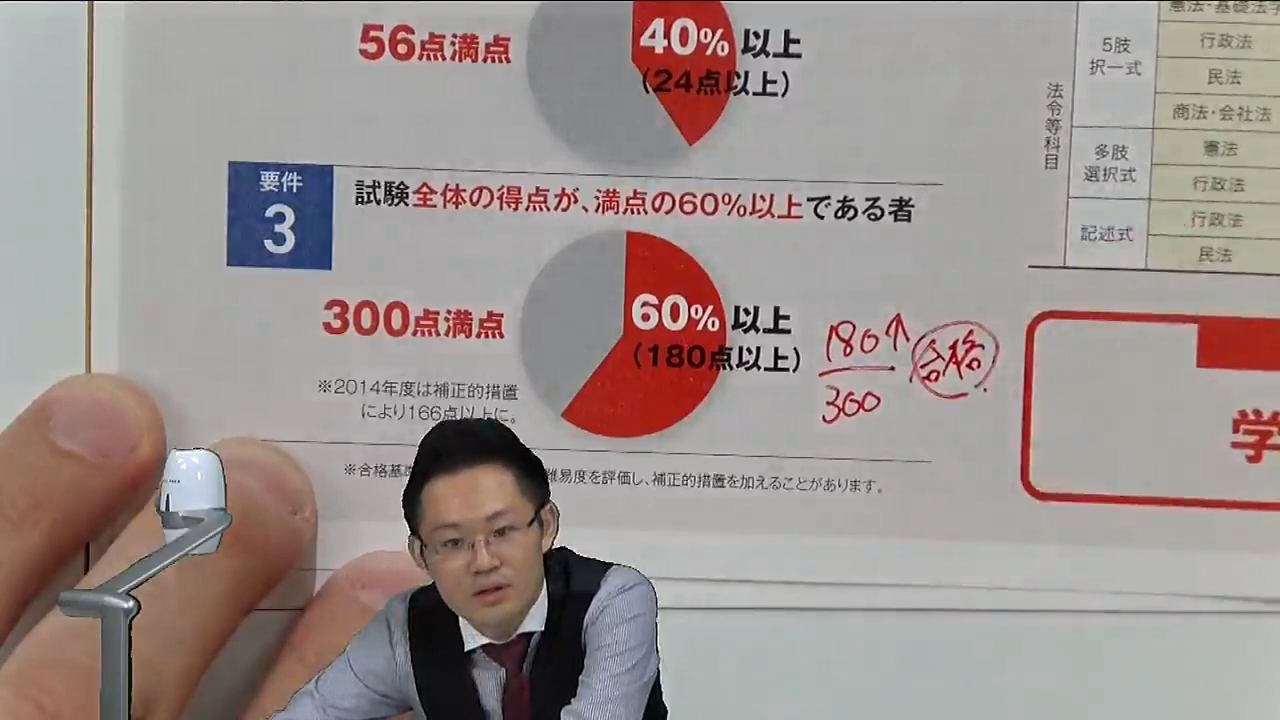 56点満点
40% 以上
(24点以上)
要件
3
試験全体の得点が、満点の60%以上である者
300点満点
60% 以上
(180点以上)
※2014年度は補正的措置
により166点以上に。
180↑
300
合格
※合格基
難易度を評価し、補正的措置を加えることがあります。
法令等科目
5肢
択一式
憲法・基礎法学
行政法
民法
商法・会社法
多肢
選択式
憲法
行政法
記述式
行政法
民法
学